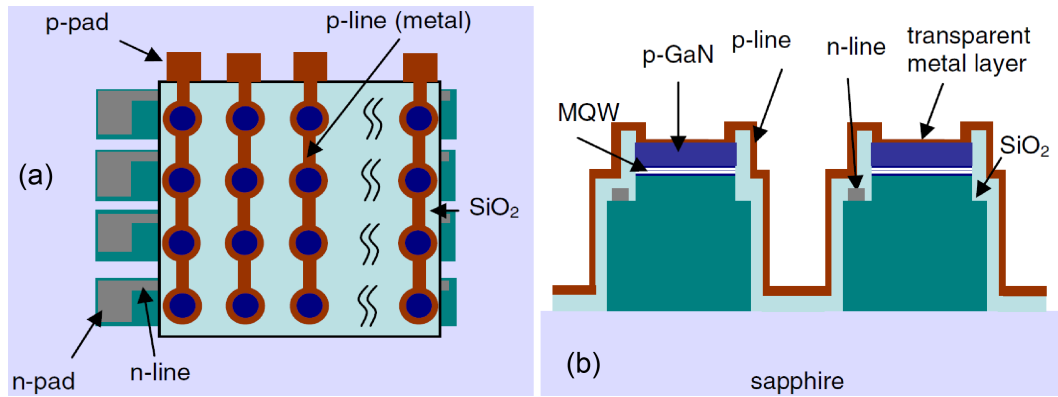 p-pad
p-line (metal)
(a)
SiO₂
n-pad
n-line
p-GaN
p-line
n-line
transparent
metal layer
MQW
SiO₂
(b)
sapphire